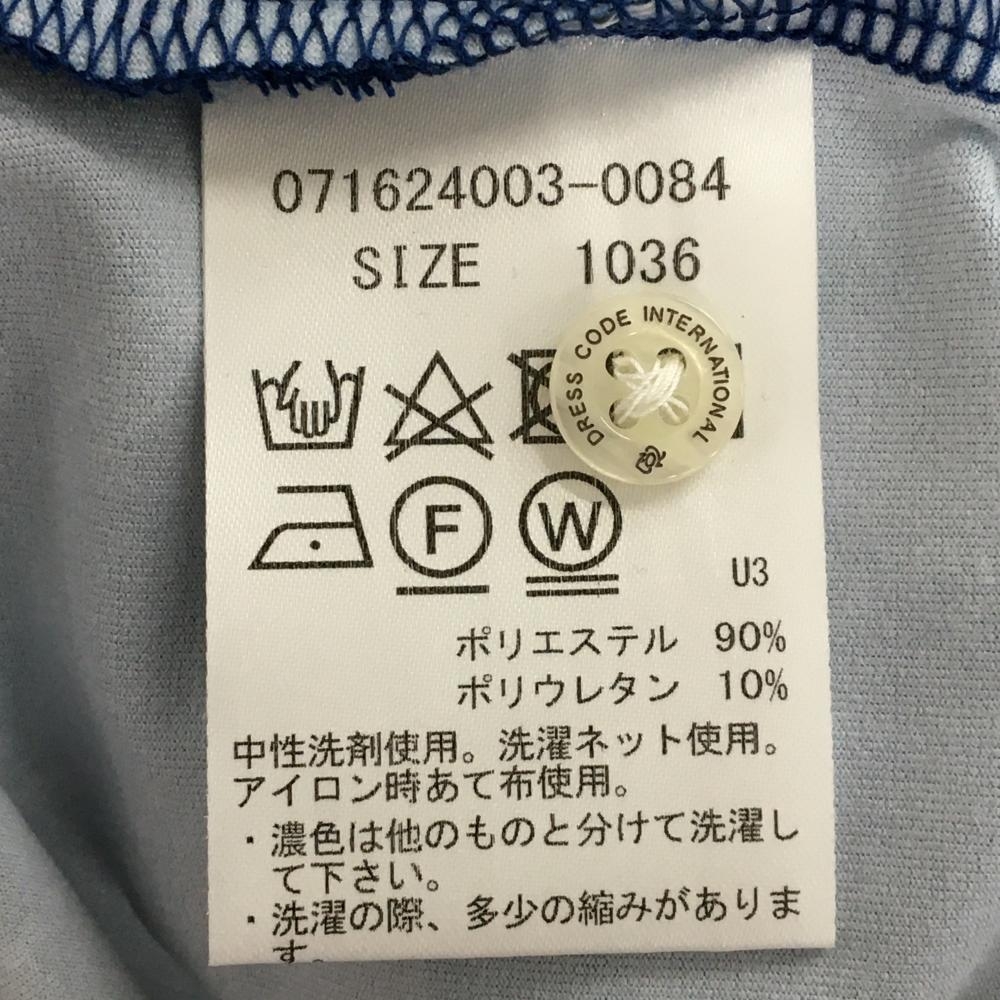 071624003-0084
SIZE 1036
DRESS CODE INTERNATIONAL
F W
U3
ポリエステル 90%
ポリウレタン 10%
中性洗剤使用。洗濯ネット使用。
アイロン時あて布使用。
・濃色は他のものと分けて洗濯し
て下さい。
・洗濯の際、多少の縮みがありま
す。